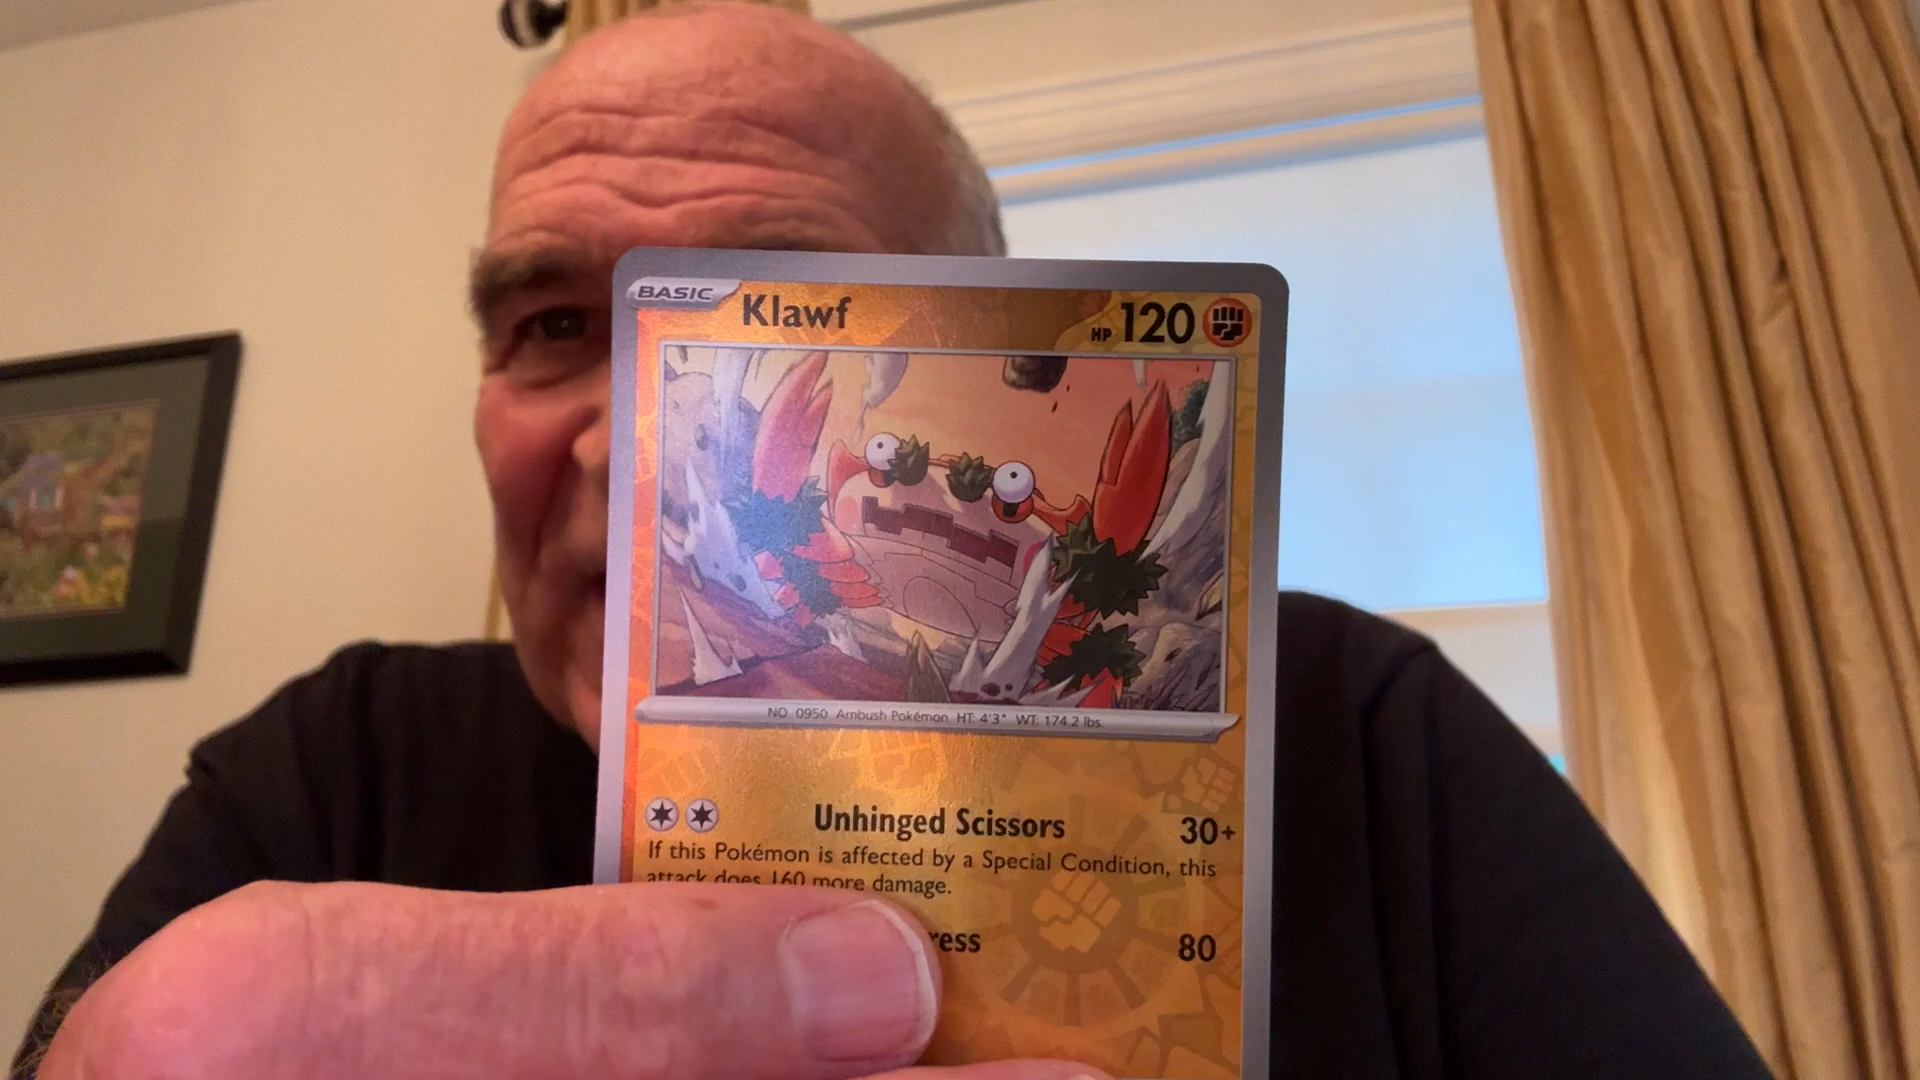 BASIC Klawf HP 120
NO. 0950 Ambush Pokémon HT: 4'3" WT: 174.2 lbs.
Unhinged Scissors 30+
If this Pokémon is affected by a Special Condition, this
attack does 160 more damage.
ress 80